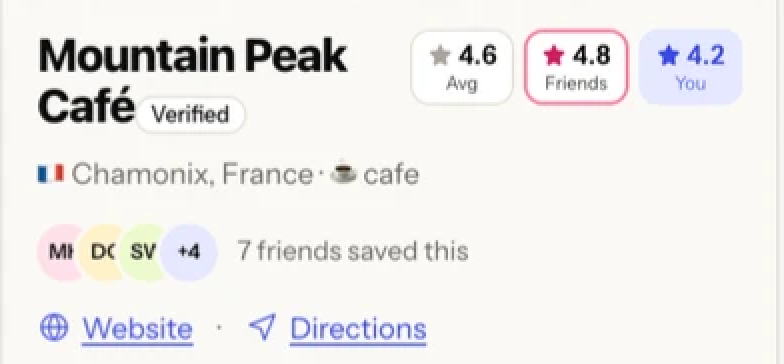 Mountain Peak
Café Verified
4.6
Avg
4.8
Friends
4.2
You
Chamonix, France · cafe
SV +4 7 friends saved this
Website · Directions